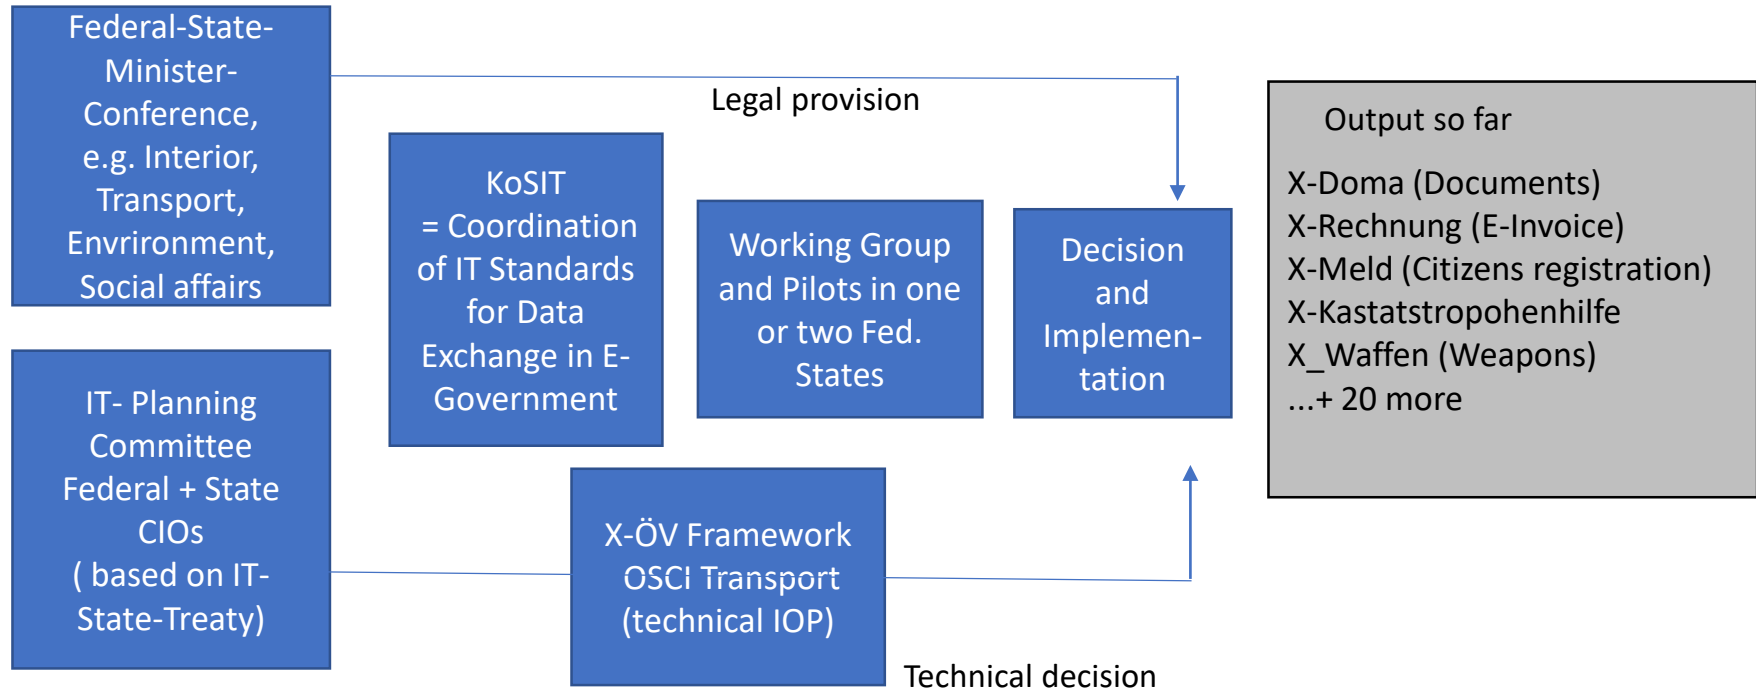 Federal-State-
Minister-
Conference,
e.g. Interior,
Transport,
Envrironment,
Social affairs
Legal provision
KoSIT
= Coordination
of IT Standards
for Data
Exchange in E-
Government
Working Group
and Pilots in one
or two Fed.
States
Decision
and
Implemen-
tation
Output so far
X-Doma (Documents)
X-Rechnung (E-Invoice)
X-Meld (Citizens registration)
X-Kastatstropohenhilfe
X_Waffen (Weapons)
...+ 20 more
IT- Planning
Committee
Federal + State
CIOs
( based on IT-
State-Treaty)
X-ÖV Framework
OSCI Transport
(technical IOP)
Technical decision